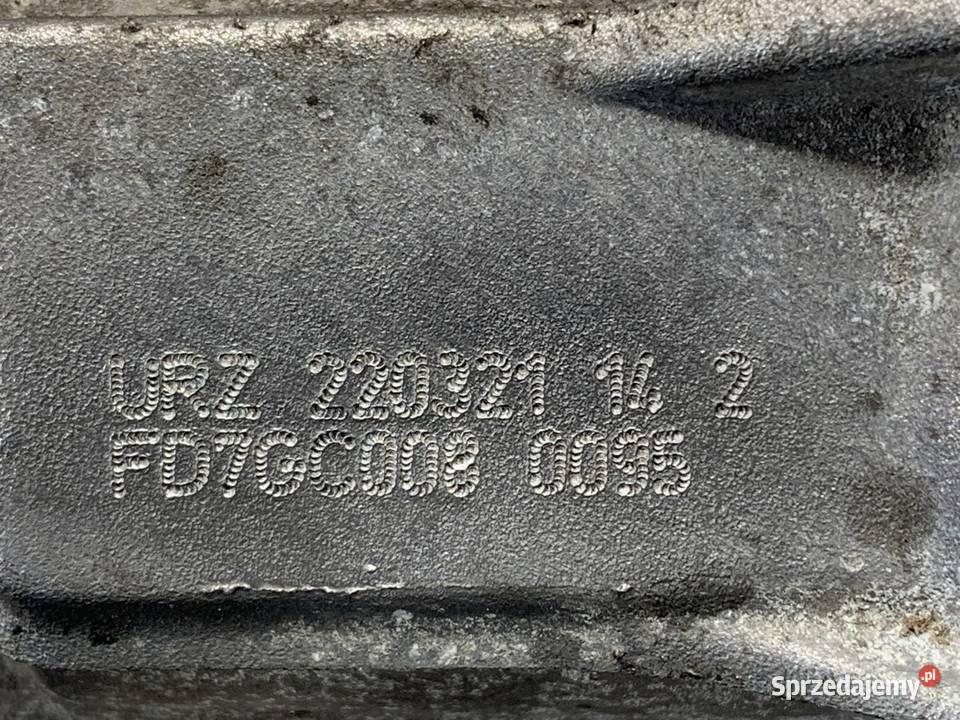 URZ 220321 14 2
FD7GC008 0095
Sprzedajemy.pl